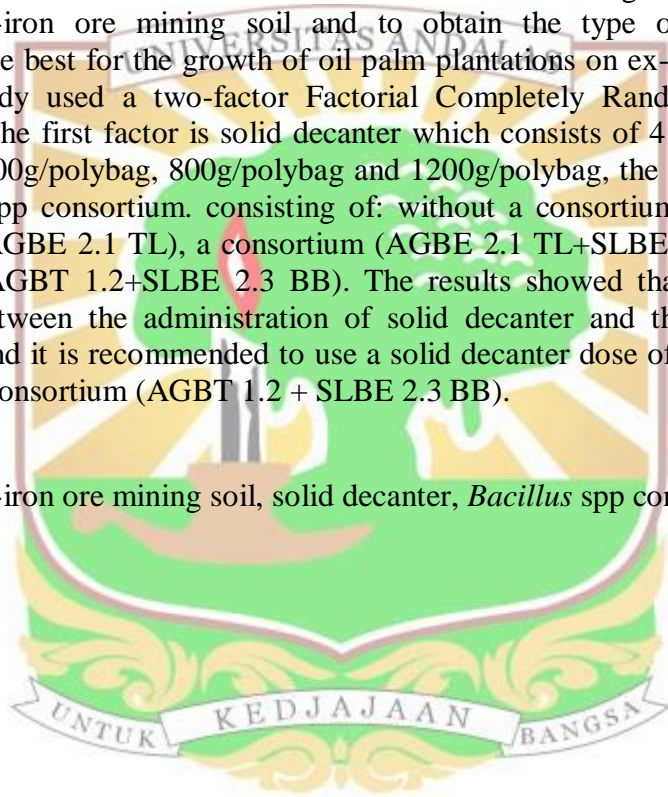 -iron ore mining soil and to obtain the type o
e best for the growth of oil palm plantations on ex-
dy used a two-factor Factorial Completely Rand
he first factor is solid decanter which consists of 4
00g/polybag, 800g/polybag and 1200g/polybag, the
pp consortium. consisting of: without a consortium
AGBE 2.1 TL), a consortium (AGBE 2.1 TL+SLBE
AGBT 1.2+SLBE 2.3 BB). The results showed tha
tween the administration of solid decanter and th
nd it is recommended to use a solid decanter dose of
consortium (AGBT 1.2 + SLBE 2.3 BB).
-iron ore mining soil, solid decanter, Bacillus spp con
UNIVERSITAS ANDALAS
UNTUK KEDJAJAAN BANGSA